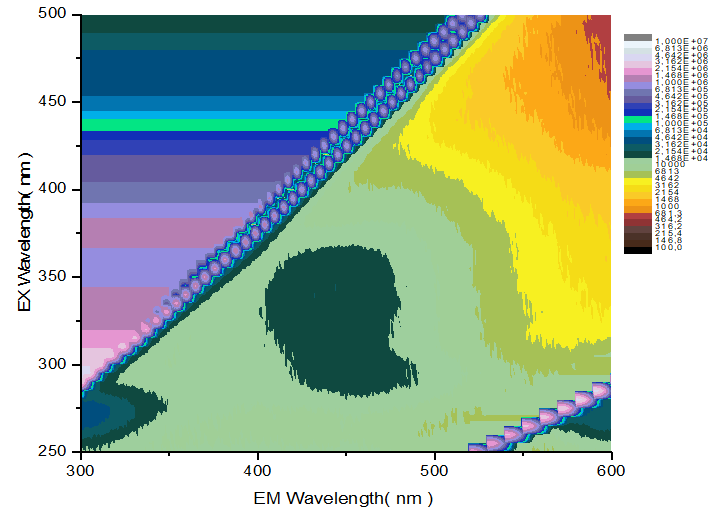 500
450
400
350
300
250
EX Wavelength( nm )
300
400
500
600
EM Wavelength( nm )
1,000E+07
6,813E+06
4,642E+06
3,162E+06
2,154E+06
1,468E+06
1,000E+06
6,813E+05
4,642E+05
3,162E+05
2,154E+05
1,468E+05
1,000E+05
6,813E+04
4,642E+04
3,162E+04
2,154E+04
1,468E+04
10000
6813
4642
3162
2154
1468
1000
681,3
464,2
316,2
215,4
146,8
100,0